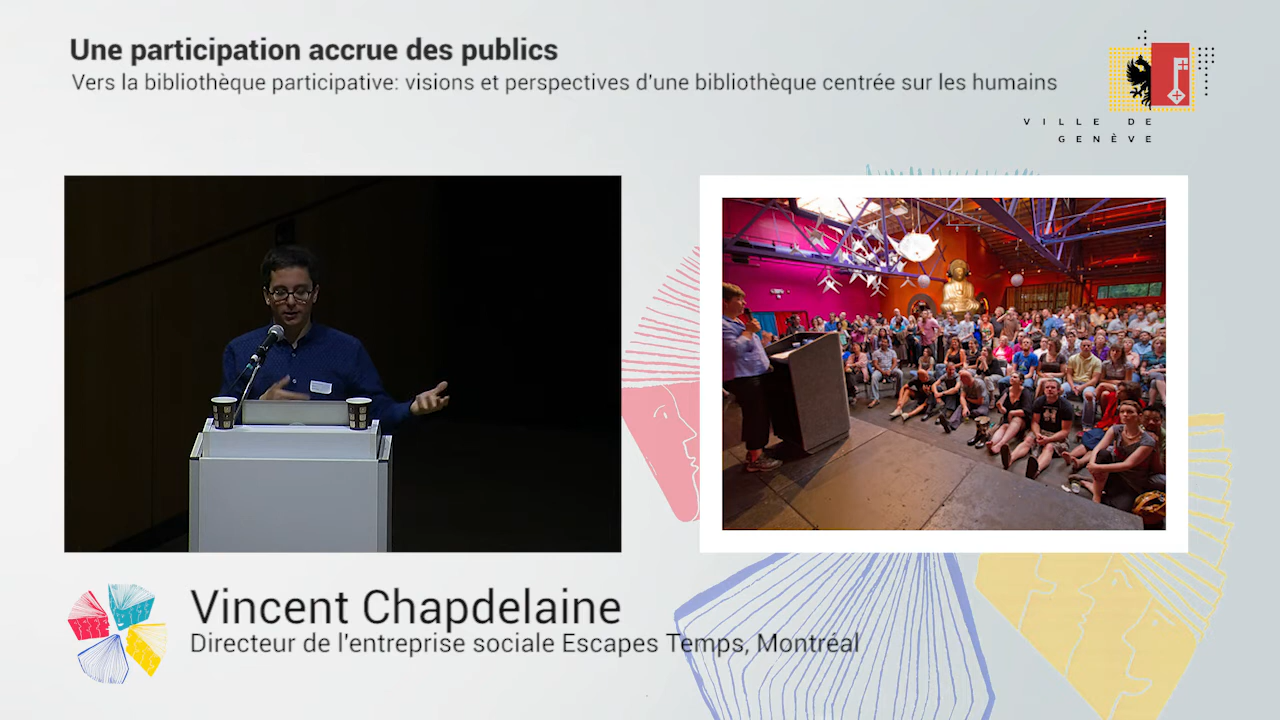 Une participation accrue des publics
Vers la bibliothèque participative: visions et perspectives d'une bibliothèque centrée sur les humains
VILLE DE
GENÈVE
Vincent Chapdelaine
Directeur de l'entreprise sociale Escapes Temps, Montréal